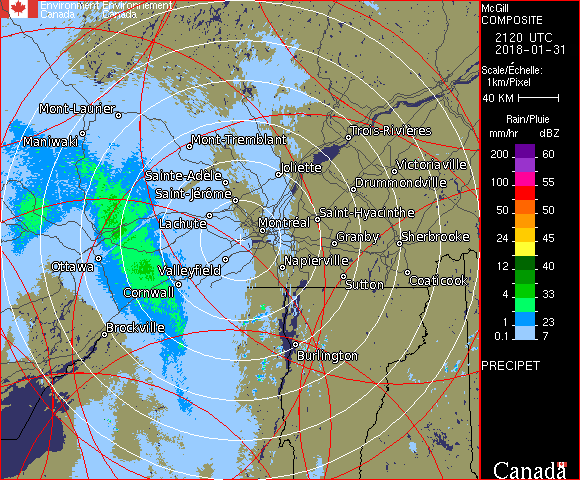 Environment Environnement
Canada Canada
Mont-Laurier
Maniwaki
Mont-Tremblant
Trois-Rivières
Sainte-Adèle
Joliette
Victoriaville
Saint-Jérôme
Drummondville
Lachute
Montréal
Saint-Hyacinthe
Granby
Sherbrooke
Ottawa
Valleyfield
Napierville
Cornwall
Sutton
Coaticook
Brockville
Burlington
McGill
COMPOSITE
2120 UTC
2018-01-31
Scale/Échelle:
1km/Pixel
40 KM
Rain/Pluie
mm/hr dBZ
200 60
100 55
50 50
24 45
12 40
4 33
1 23
0.1 7
PRECIPET
Canada